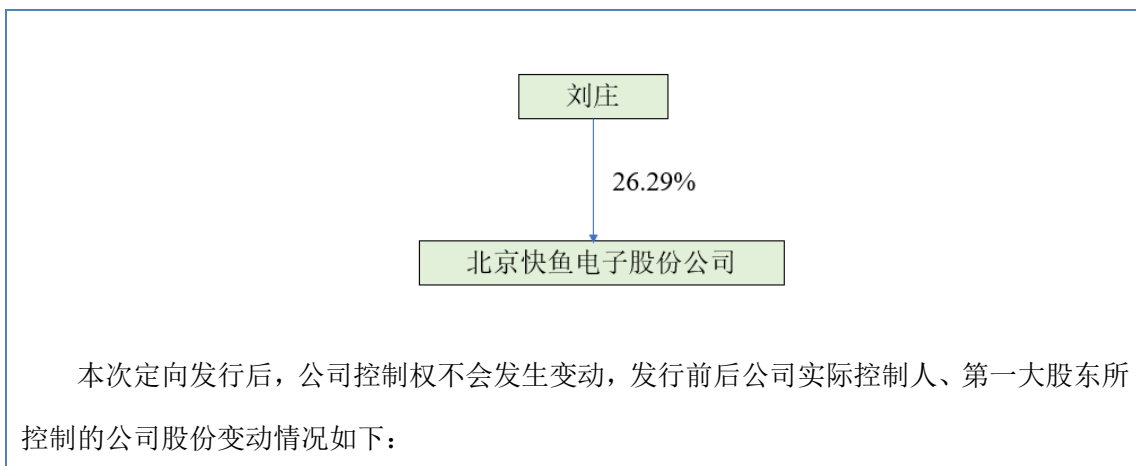 刘庄
26.29%
北京快鱼电子股份公司
本次定向发行后，公司控制权不会发生变动，发行前后公司实际控制人、第一大股东所
控制的公司股份变动情况如下：